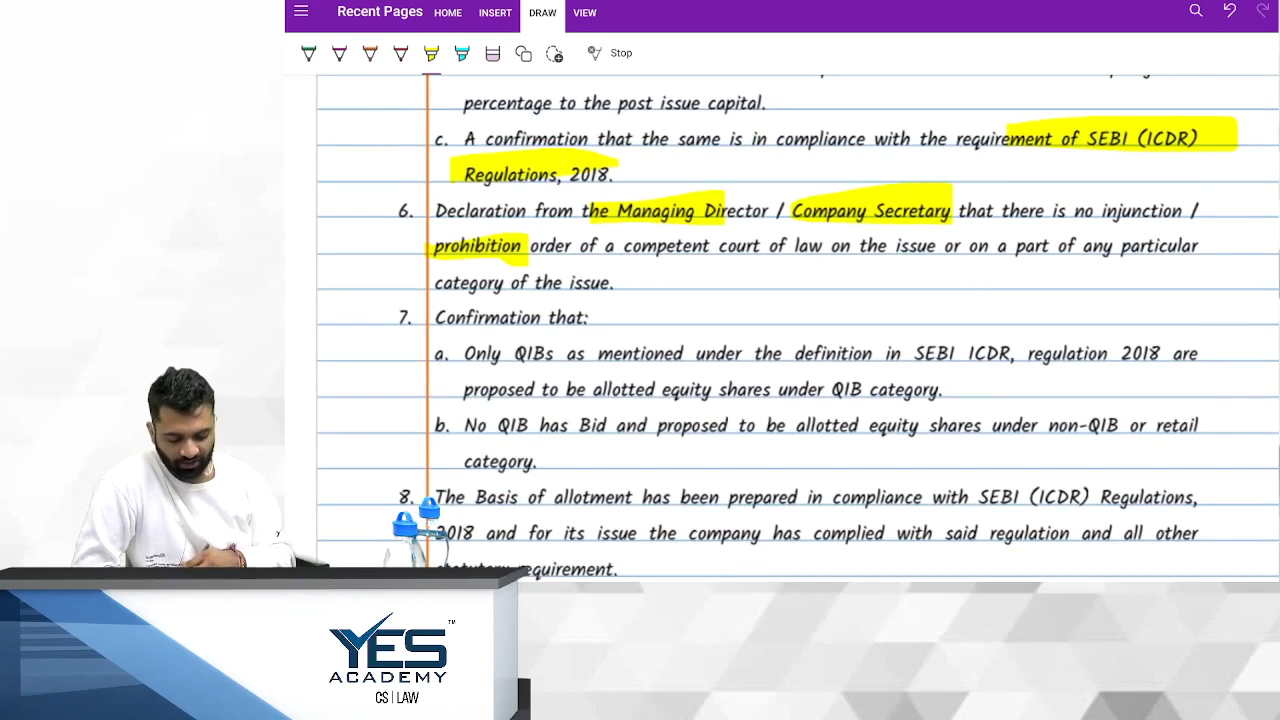 Recent Pages HOME INSERT DRAW VIEW
Stop
percentage to the post issue capital.
c. A confirmation that the same is in compliance with the requirement of SEBI (ICDR)
Regulations, 2018.
6. Declaration from the Managing Director / Company Secretary that there is no injunction /
prohibition order of a competent court of law on the issue or on a part of any particular
category of the issue.
7. Confirmation that:
a. Only QIBs as mentioned under the definition in SEBI ICDR, regulation 2018 are
proposed to be allotted equity shares under QIB category.
b. No QIB has Bid and proposed to be allotted equity shares under non-QIB or retail
category.
8. The Basis of allotment has been prepared in compliance with SEBI (ICDR) Regulations,
2018 and for its issue the company has complied with said regulation and all other
statutory requirement.
YES
ACADEMY
CS | LAW
TM